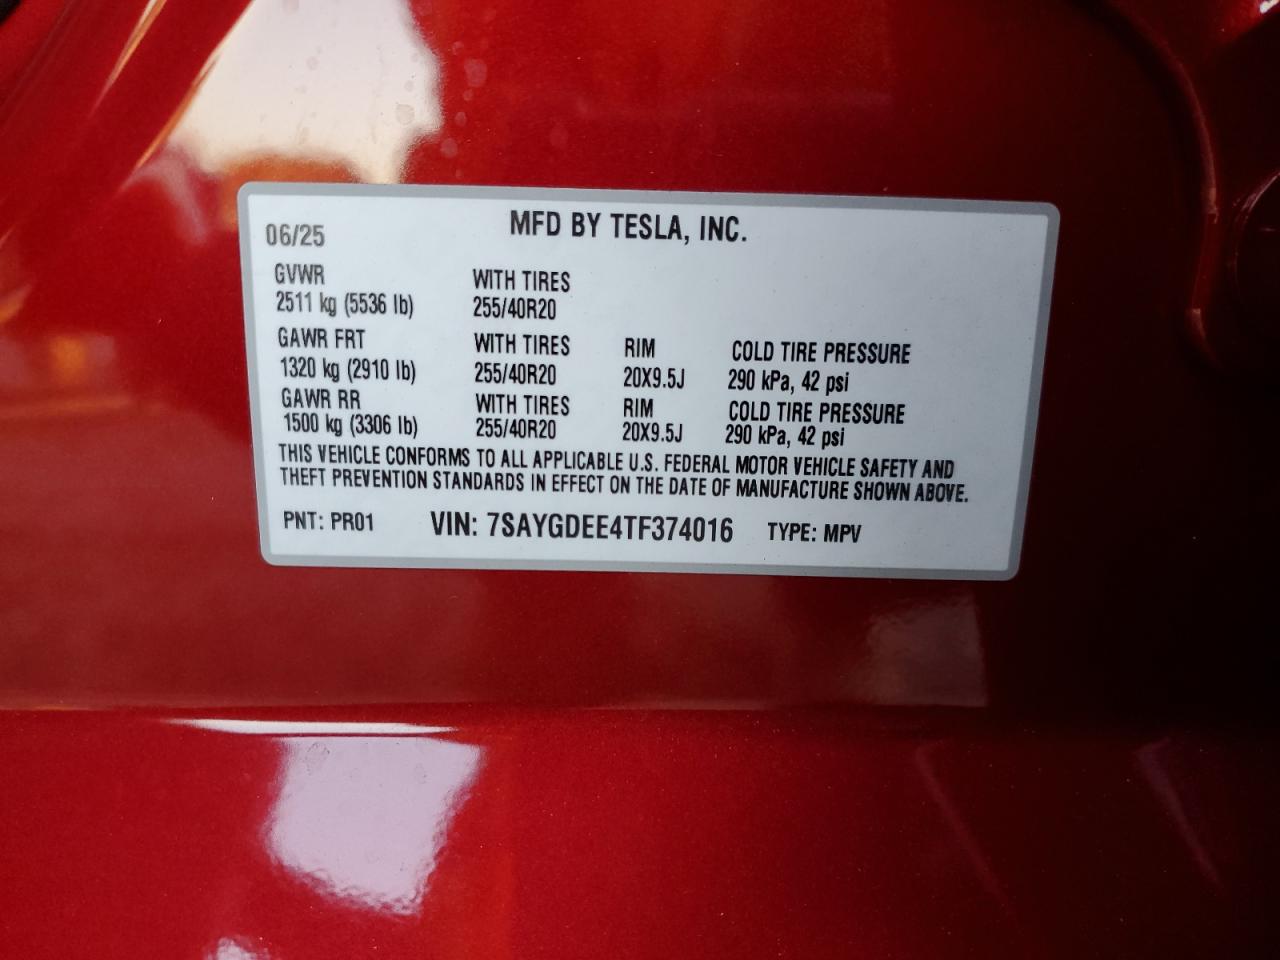 06/25 MFD BY TESLA, INC.
GVWR WITH TIRES
2511 kg (5536 lb) 255/40R20
GAWR FRT WITH TIRES RIM COLD TIRE PRESSURE
1320 kg (2910 lb) 255/40R20 20X9.5J 290 kPa, 42 psi
GAWR RR WITH TIRES RIM COLD TIRE PRESSURE
1500 kg (3306 lb) 255/40R20 20X9.5J 290 kPa, 42 psi
THIS VEHICLE CONFORMS TO ALL APPLICABLE U.S. FEDERAL MOTOR VEHICLE SAFETY AND
THEFT PREVENTION STANDARDS IN EFFECT ON THE DATE OF MANUFACTURE SHOWN ABOVE.
PNT: PR01 VIN: 7SAYGDEE4TF374016 TYPE: MPV